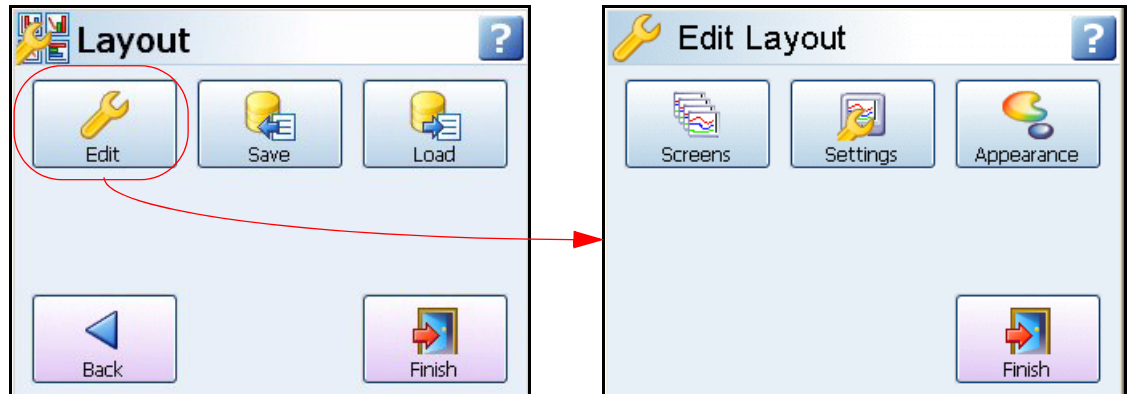 Layout ?
Edit Save Load
Back Finish
Edit Layout ?
Screens Settings Appearance
Finish